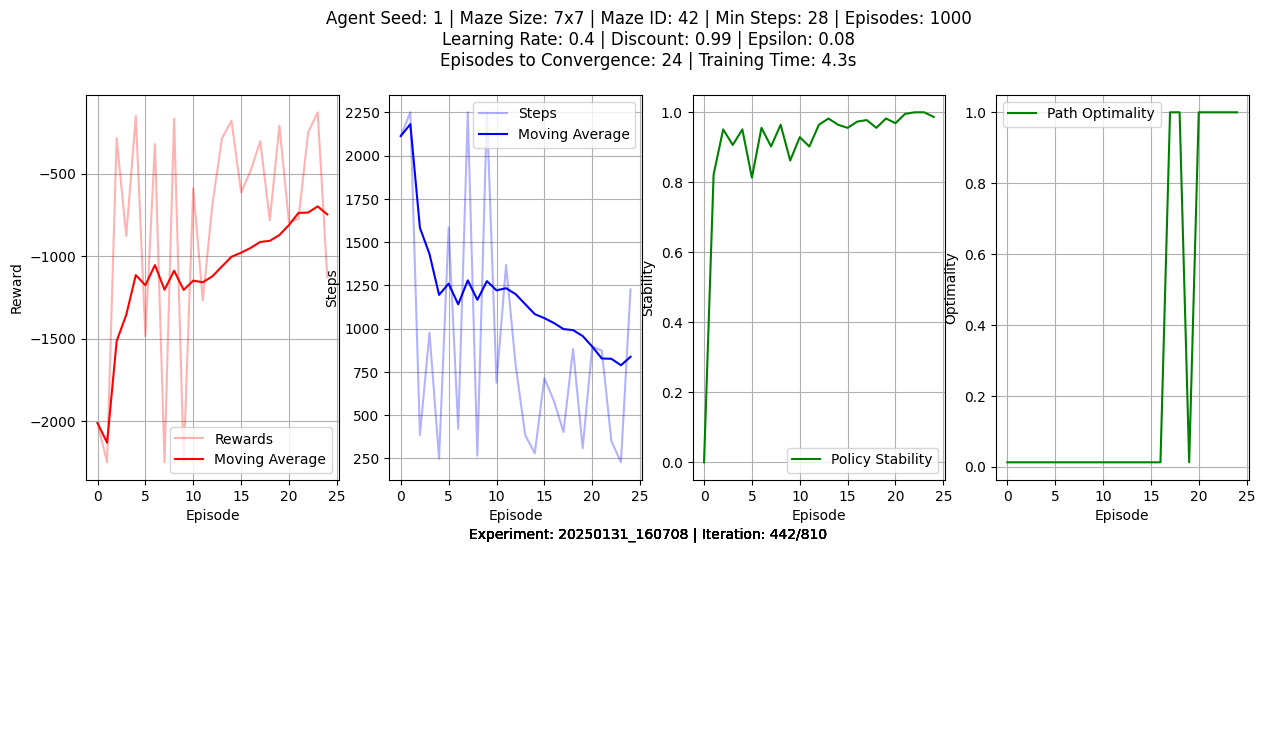 Agent Seed: 1 | Maze Size: 7x7 | Maze ID: 42 | Min Steps: 28 | Episodes: 1000
Learning Rate: 0.4 | Discount: 0.99 | Epsilon: 0.08
Episodes to Convergence: 24 | Training Time: 4.3s
Reward
−500
−1000
−1500
−2000
Rewards
Moving Average
0 5 10 15 20 25
Episode
Steps
2250
2000
1750
1500
1250
1000
750
500
250
Steps
Moving Average
0 5 10 15 20 25
Episode
Stability
1.0
0.8
0.6
0.4
0.2
0.0
Policy Stability
0 5 10 15 20 25
Episode
Optimality
1.0
0.8
0.6
0.4
0.2
0.0
Path Optimality
0 5 10 15 20 25
Episode
Experiment: 20250131_160708 | Iteration: 442/810